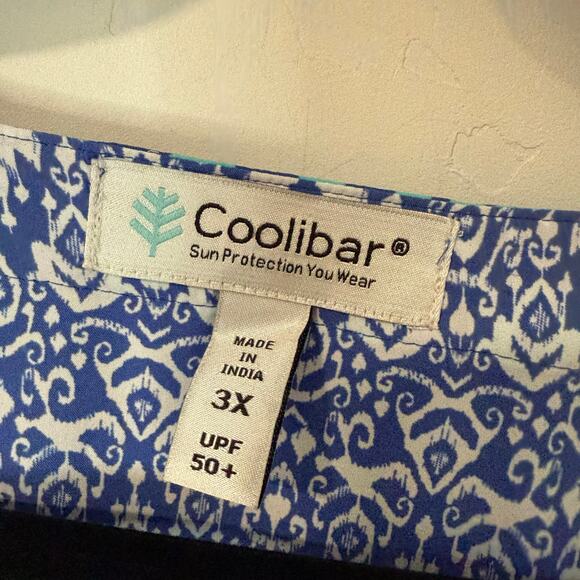 Coolibar®
Sun Protection You Wear
MADE
IN
INDIA
3X
UPF
50+